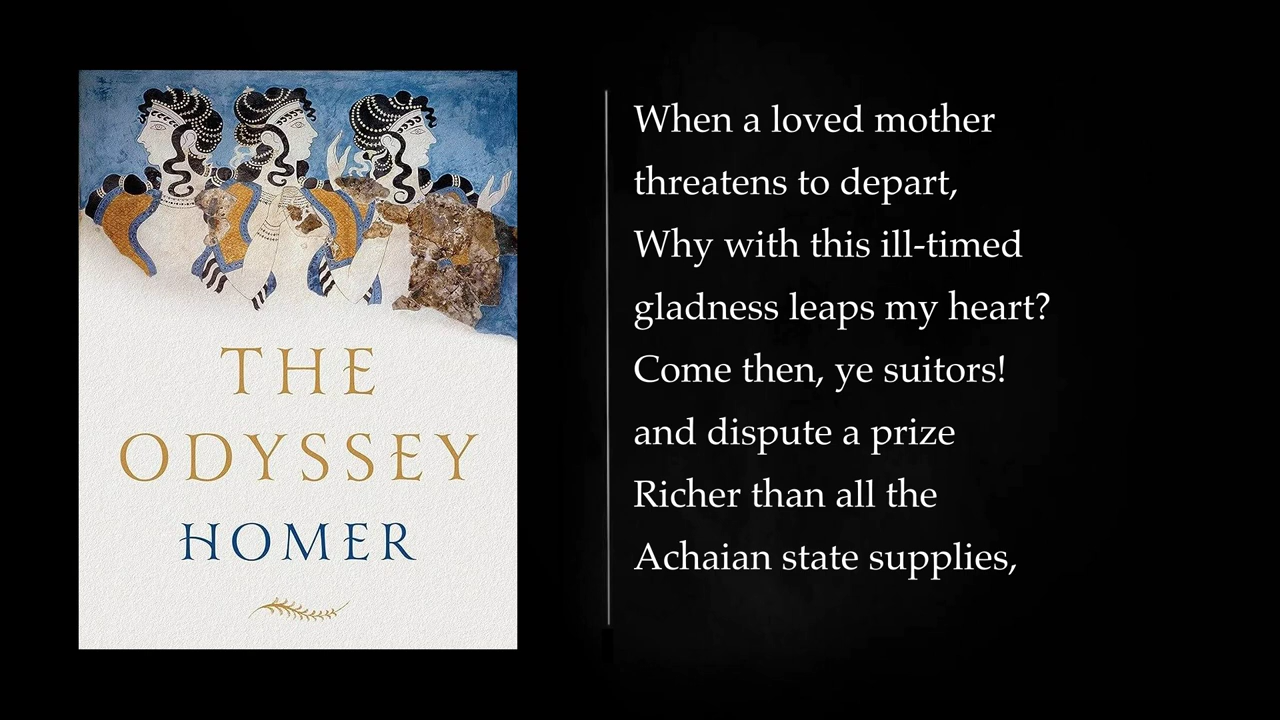 THE
ODYSSEY
HOMER
When a loved mother
threatens to depart,
Why with this ill-timed
gladness leaps my heart?
Come then, ye suitors!
and dispute a prize
Richer than all the
Achaian state supplies,